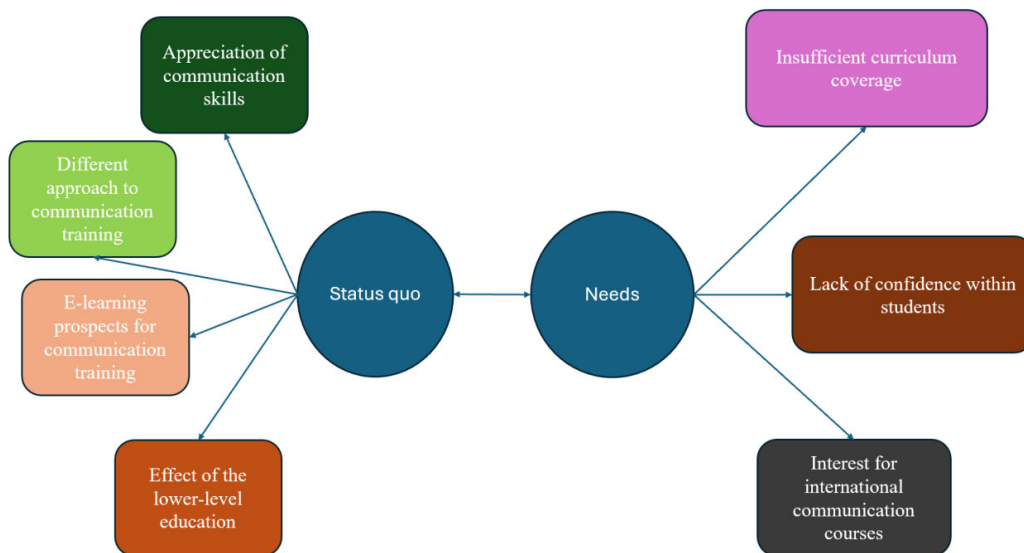 Appreciation of
communication
skills
Different
approach to
communication
training
E-learning
prospects for
communication
training
Effect of the
lower-level
education
Status quo
Needs
Insufficient curriculum
coverage
Lack of confidence within
students
Interest for
international
communication
courses